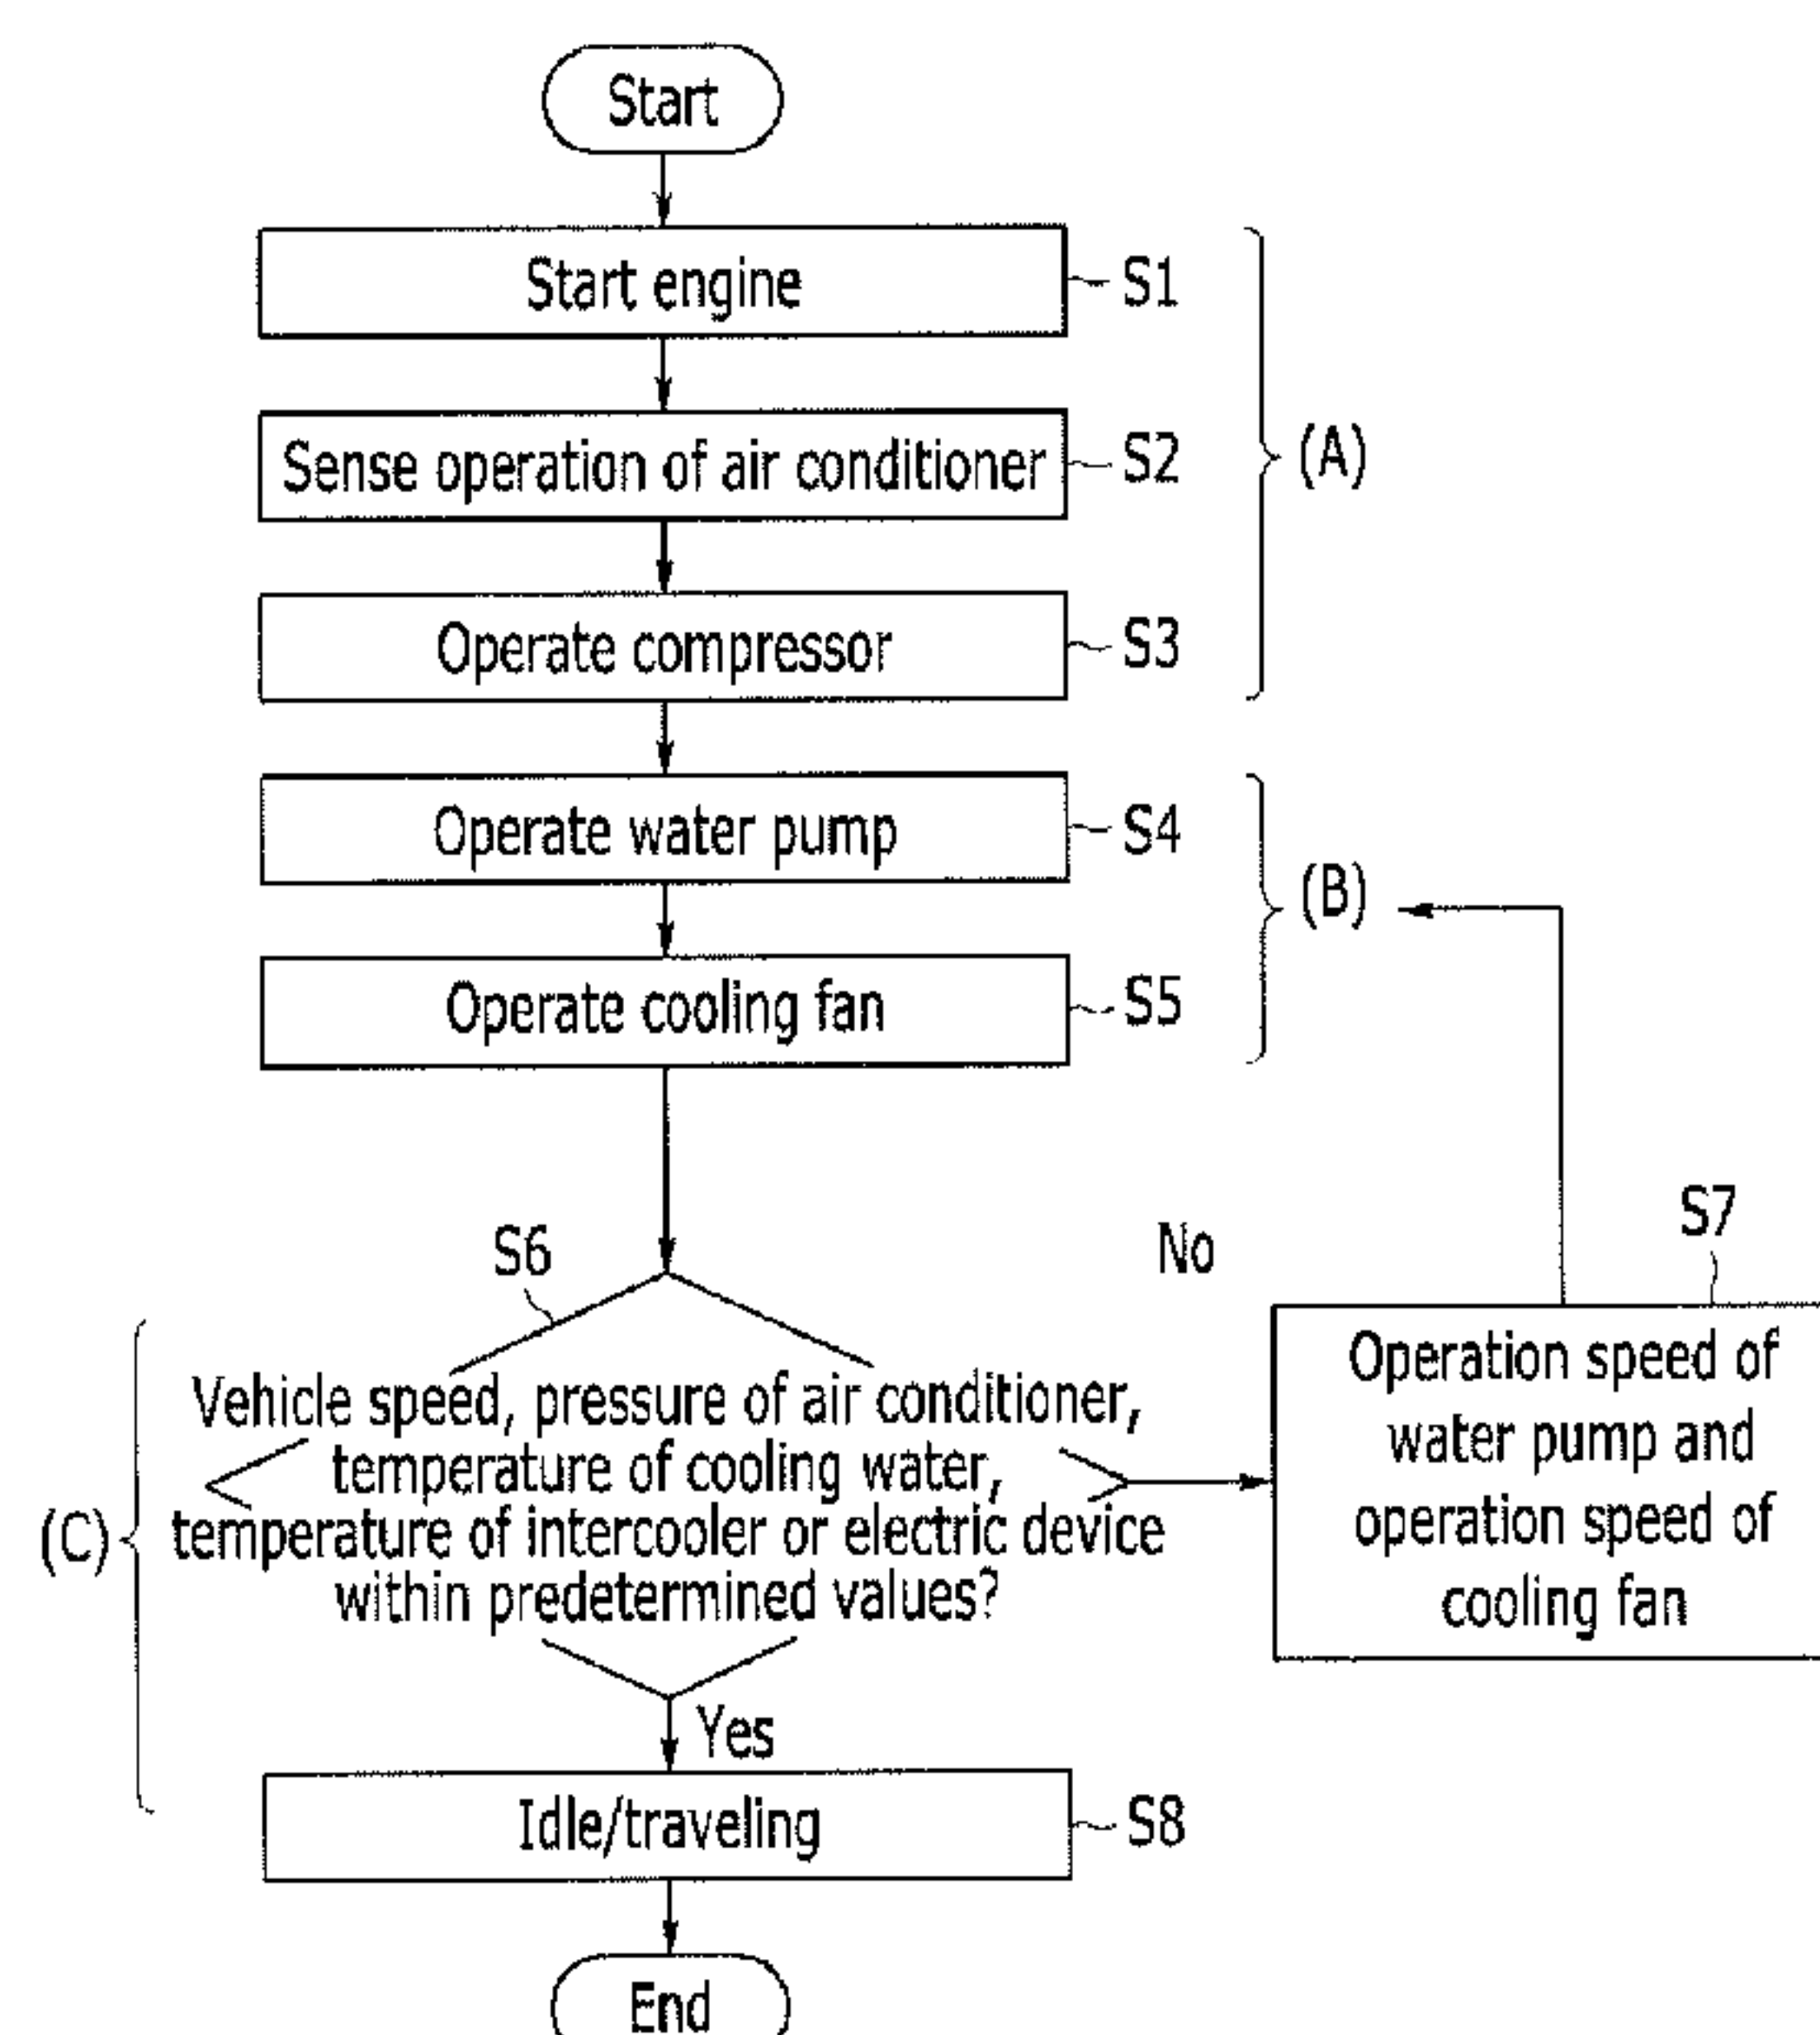 Start
Start engine
S1
Sense operation of air conditioner
S2
(A)
Operate compressor
S3
Operate water pump
S4
(B)
Operate cooling fan
S5
S6
No
S7
Vehicle speed, pressure of air conditioner,
temperature of cooling water,
temperature of intercooler or electric device
within predetermined values?
(C)
Operation speed of
water pump and
operation speed of
cooling fan
Yes
Idle/traveling
S8
End